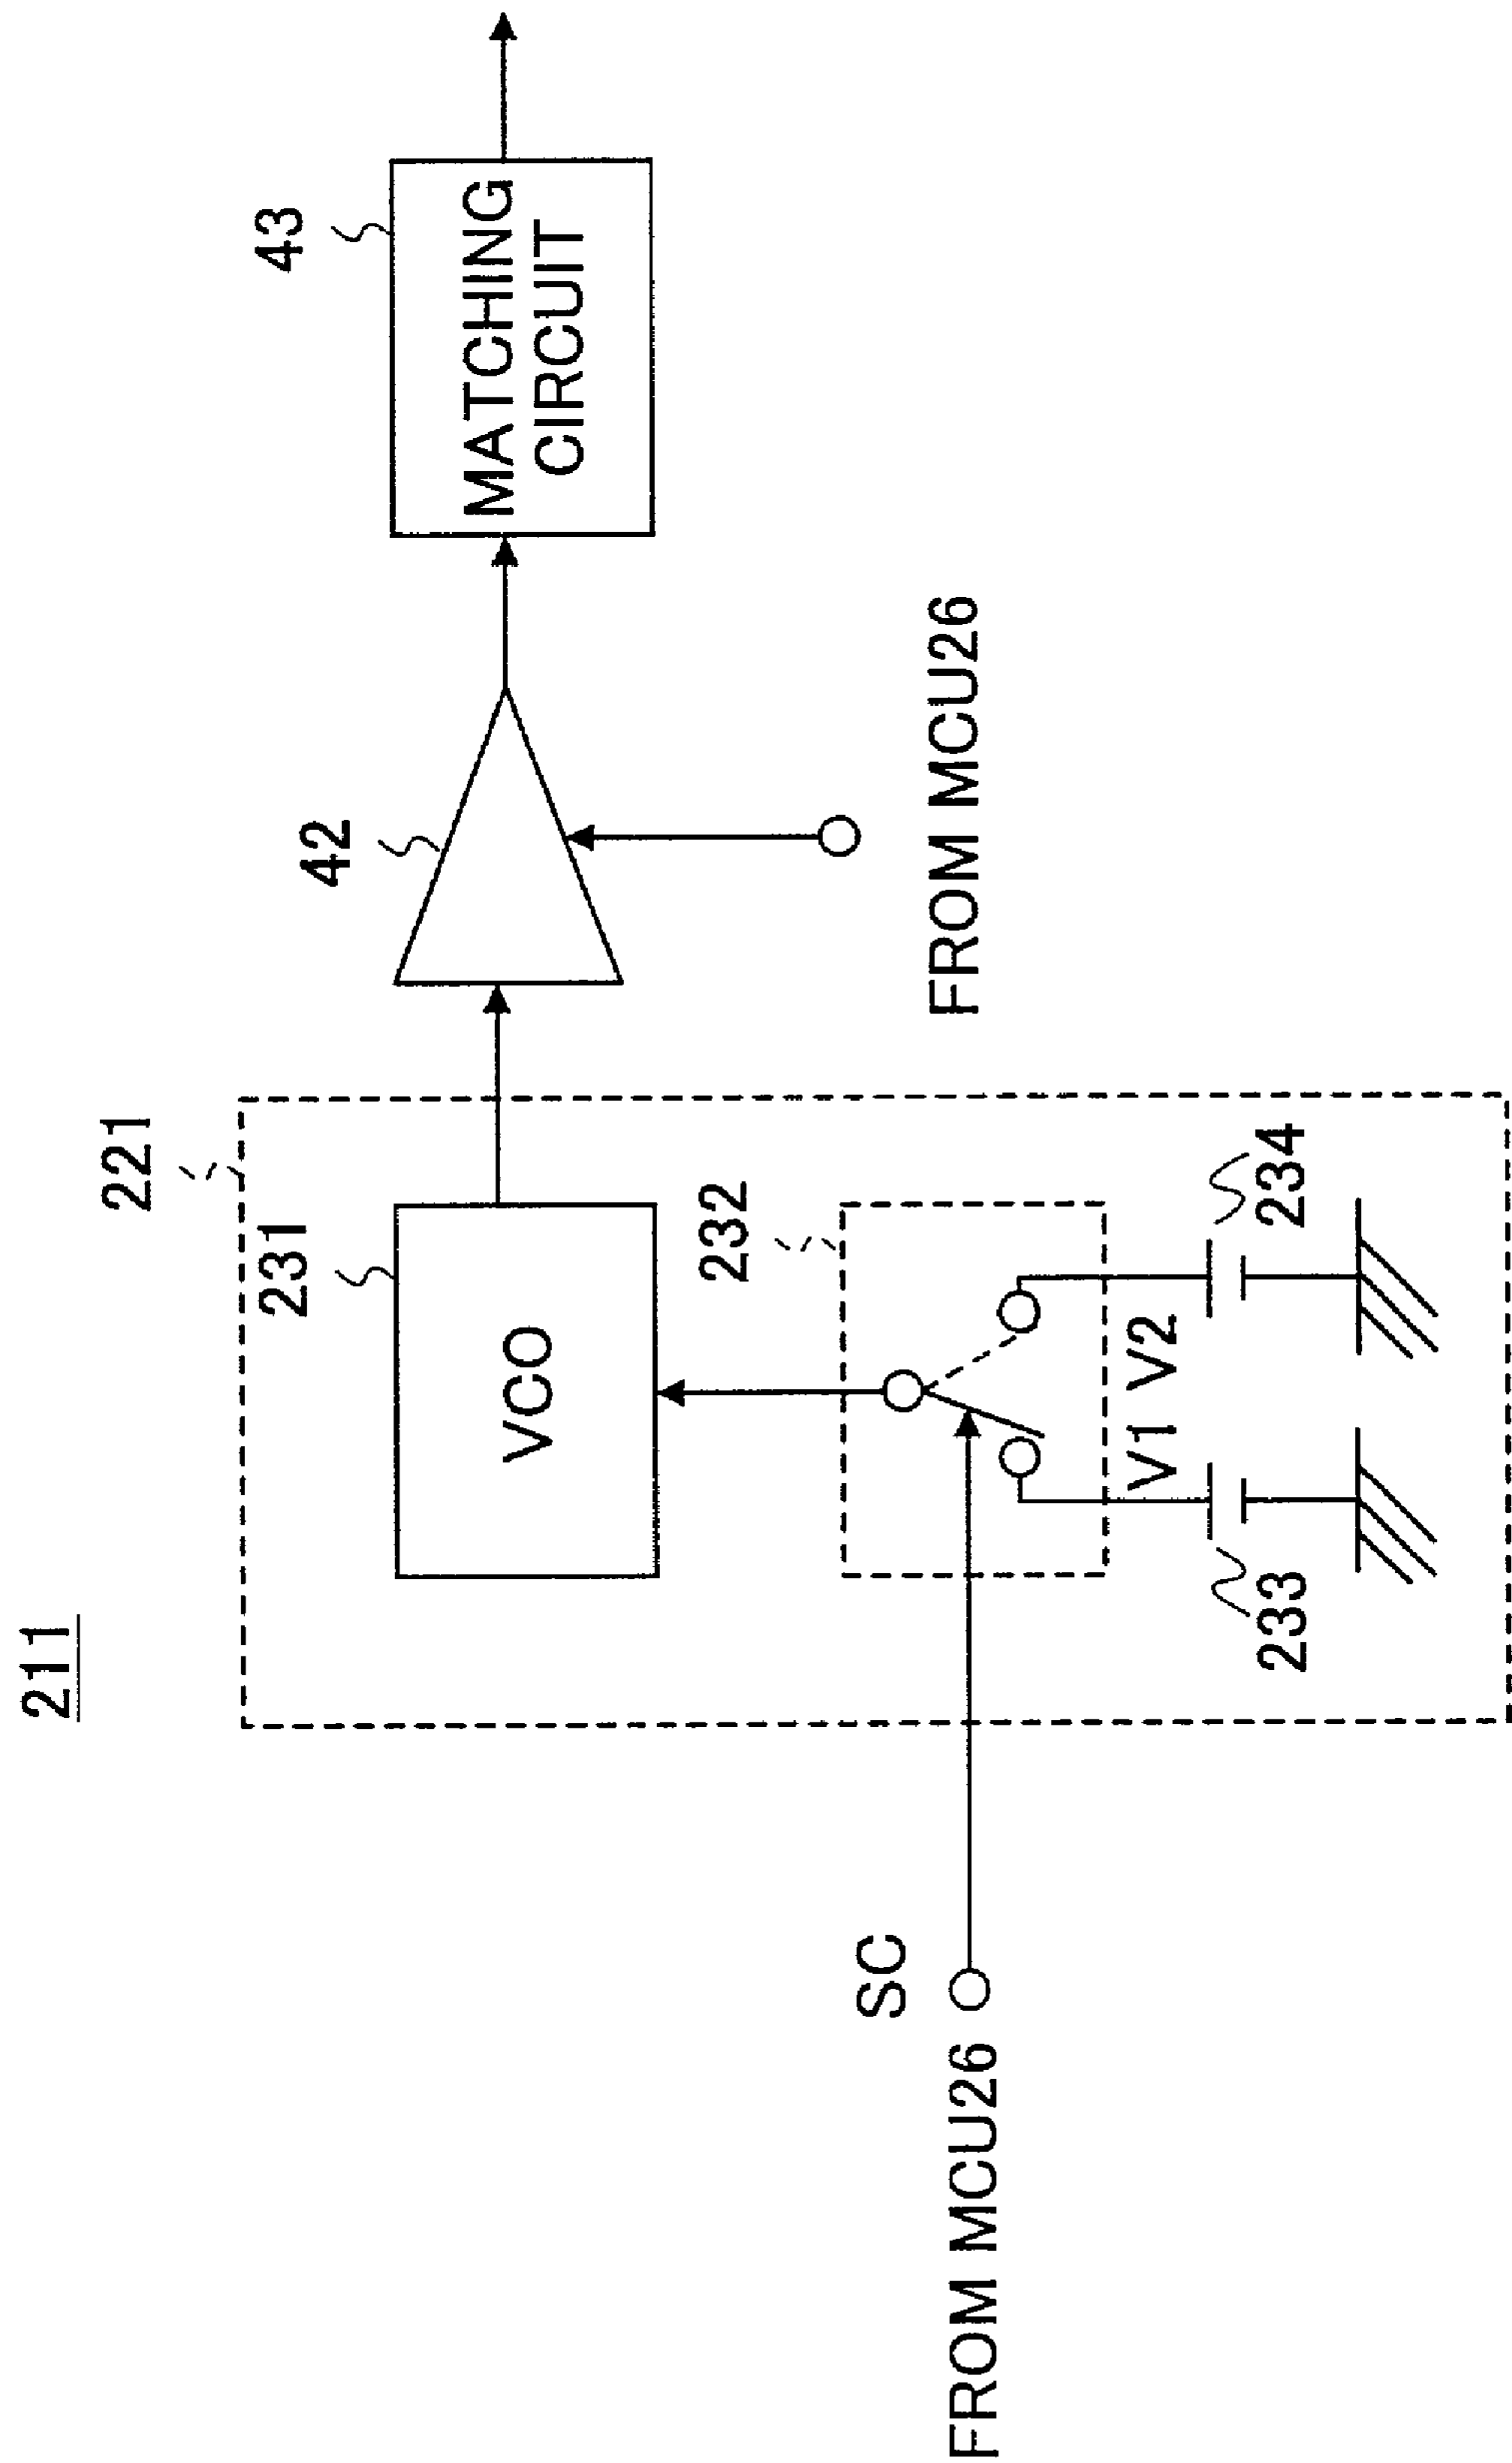 211
221
231
VCO
42
43
MATCHING
CIRCUIT
232
SC
FROM MCU26
FROM MCU26
V1 V2
233
234